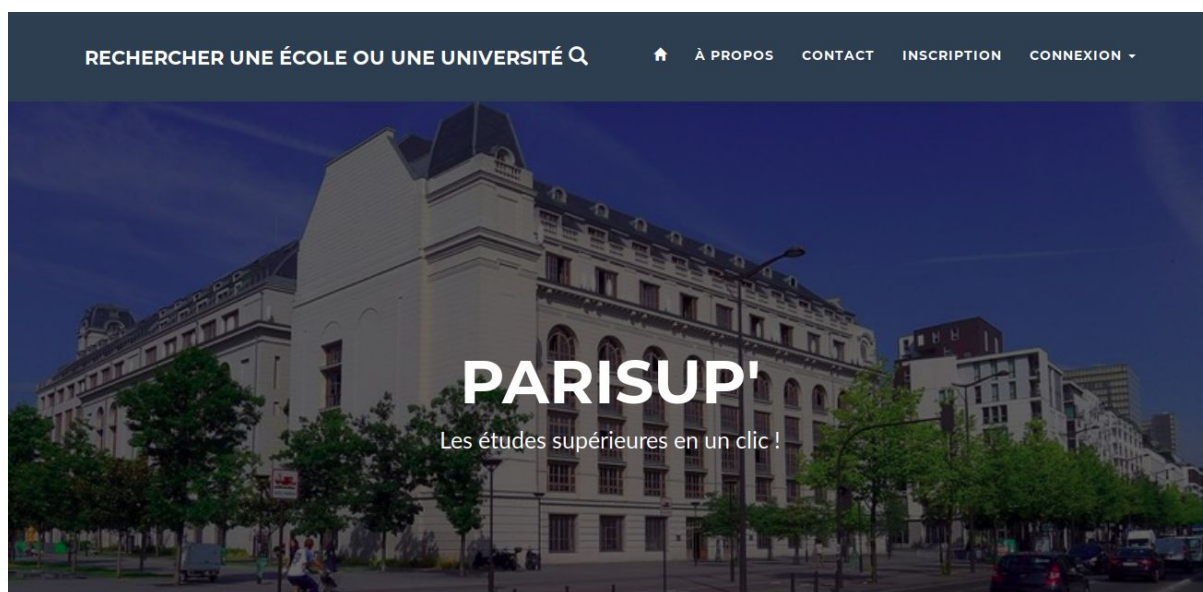 RECHERCHER UNE ÉCOLE OU UNE UNIVERSITÉ
À PROPOS
CONTACT
INSCRIPTION
CONNEXION
PARISUP'
Les études supérieures en un clic !